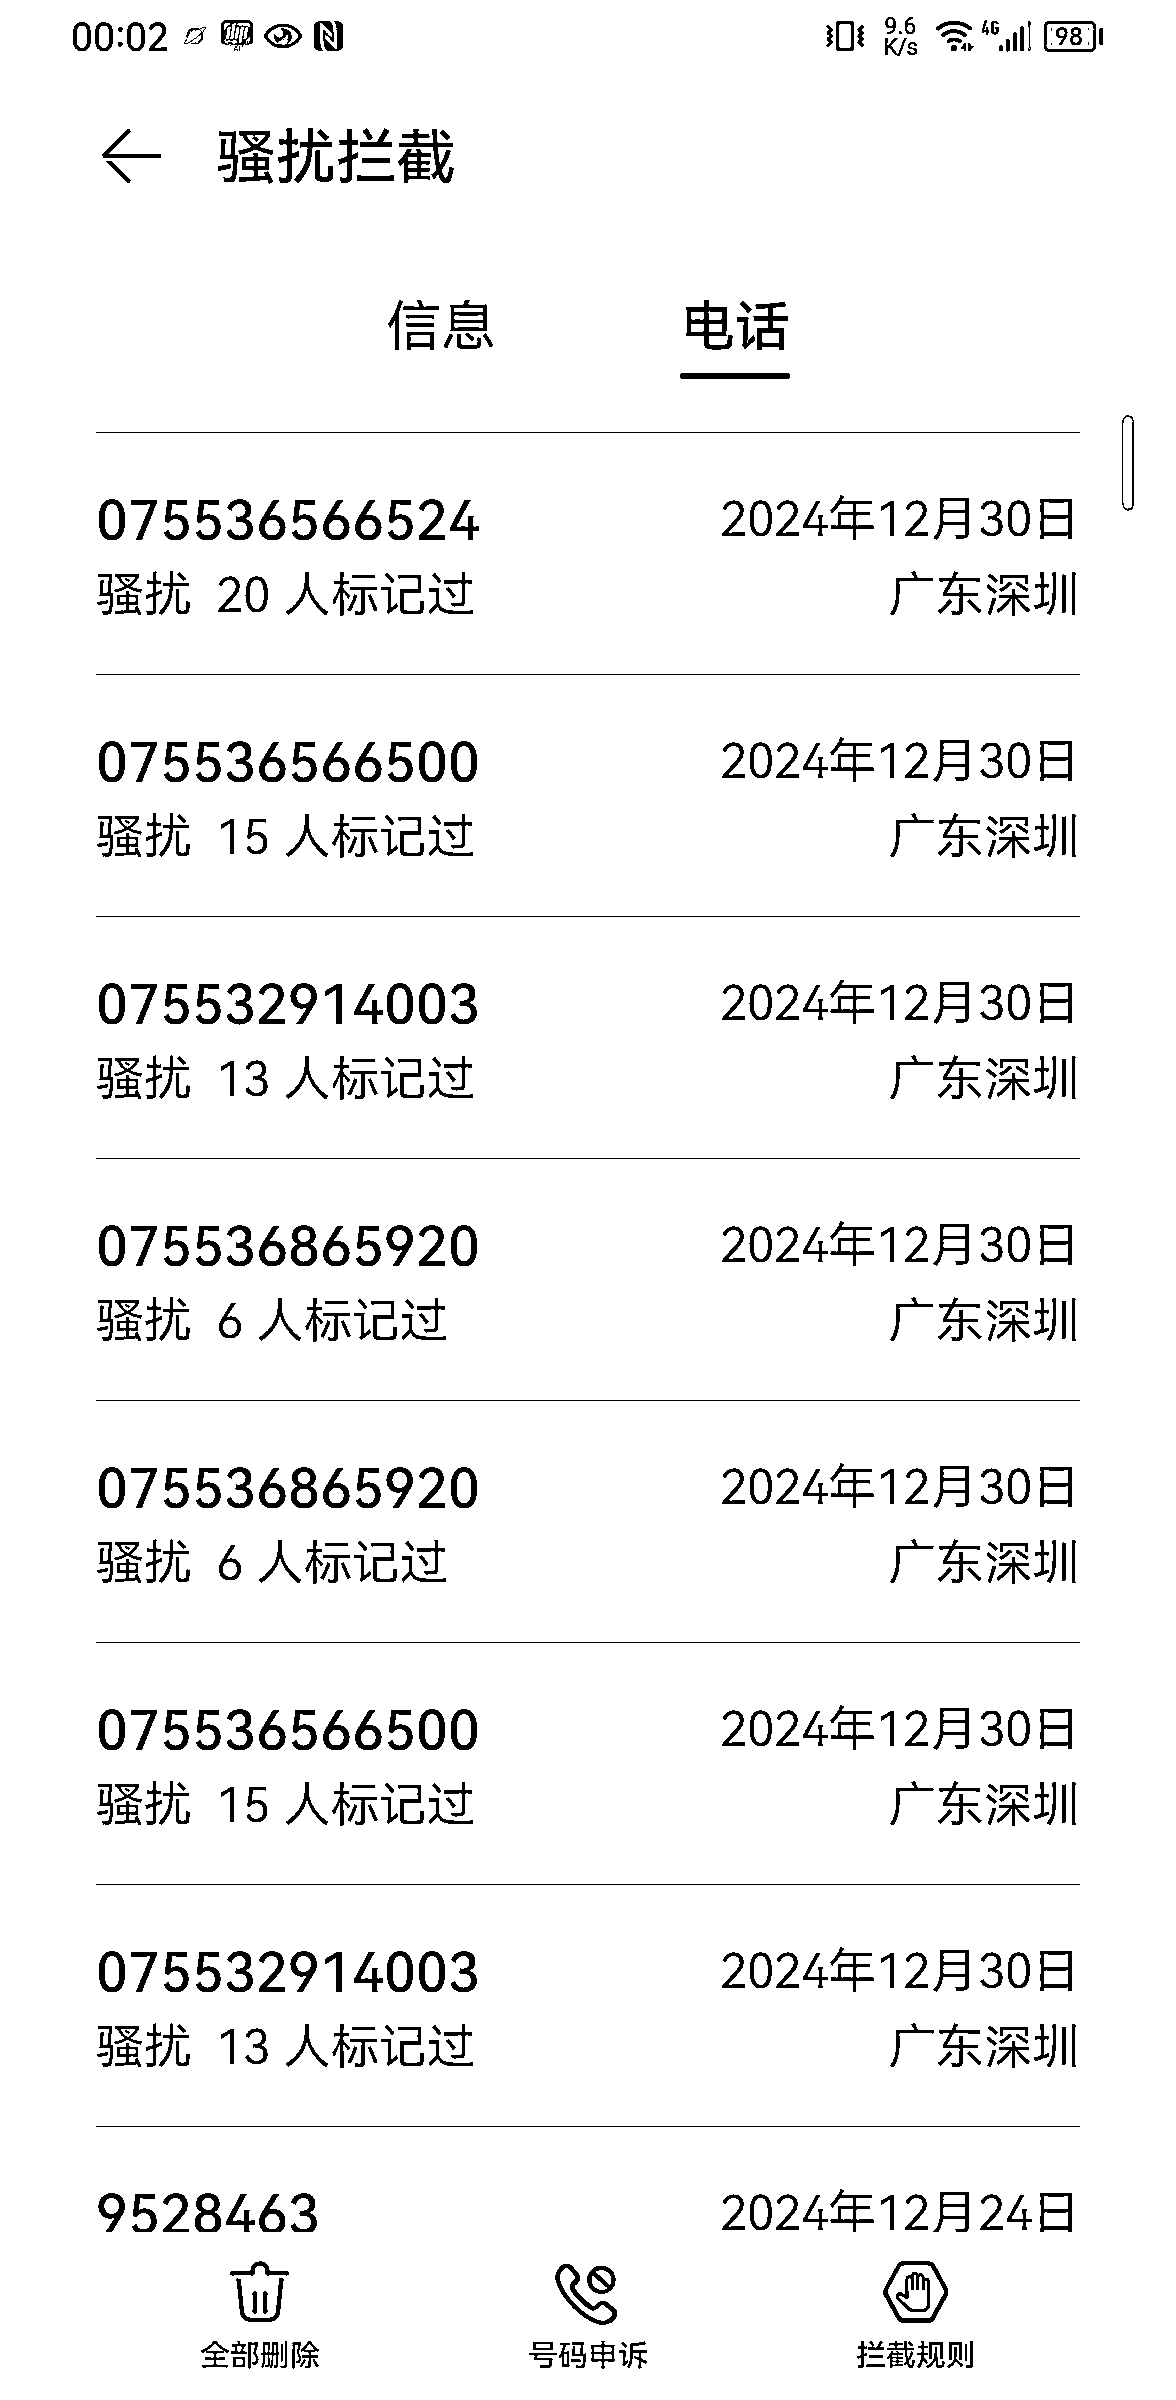 00:02 9.6 K/s 4G 98
骚扰拦截
信息 电话
075536566524 2024年12月30日
骚扰 20 人标记过 广东深圳
075536566500 2024年12月30日
骚扰 15 人标记过 广东深圳
075532914003 2024年12月30日
骚扰 13 人标记过 广东深圳
075536865920 2024年12月30日
骚扰 6 人标记过 广东深圳
075536865920 2024年12月30日
骚扰 6 人标记过 广东深圳
075536566500 2024年12月30日
骚扰 15 人标记过 广东深圳
075532914003 2024年12月30日
骚扰 13 人标记过 广东深圳
9528463 2024年12月24日
全部删除 号码申诉 拦截规则